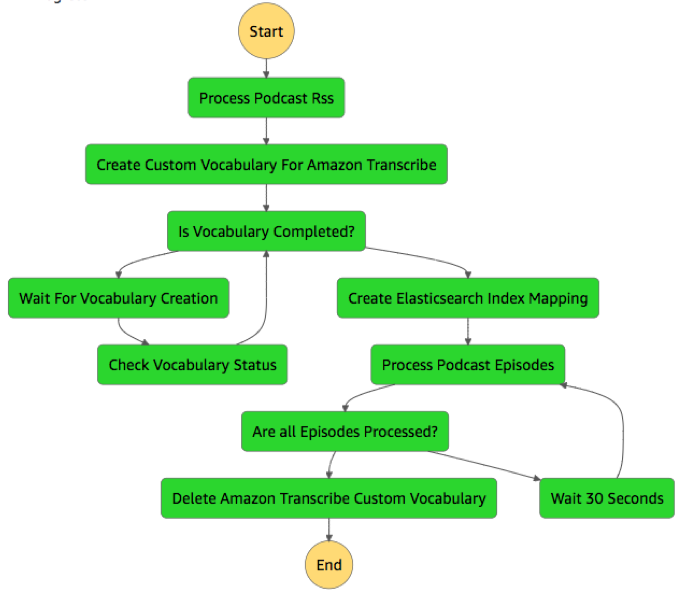 Start
Process Podcast Rss
Create Custom Vocabulary For Amazon Transcribe
Is Vocabulary Completed?
Wait For Vocabulary Creation
Create Elasticsearch Index Mapping
Check Vocabulary Status
Process Podcast Episodes
Are all Episodes Processed?
Delete Amazon Transcribe Custom Vocabulary
Wait 30 Seconds
End